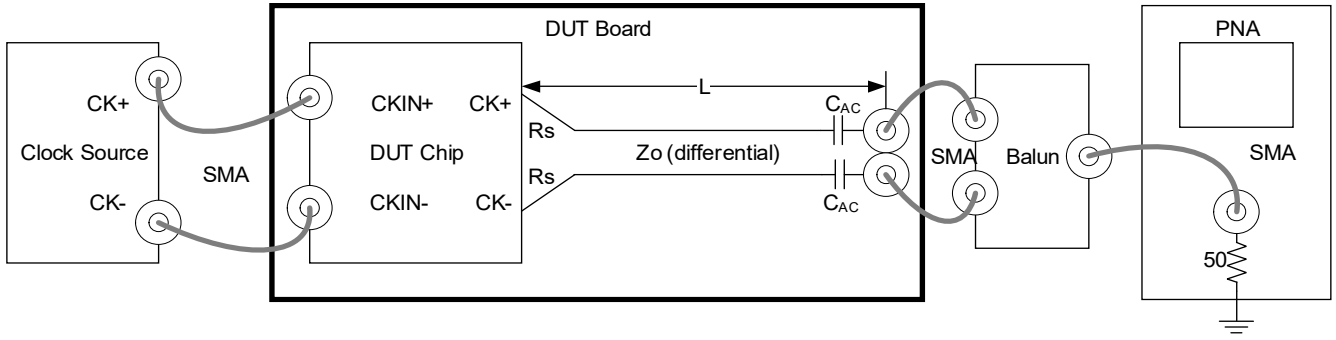 DUT Board
PNA
L
CK+
CKIN+ CK+
CAC
Rs
Clock Source
SMA
DUT Chip
Zo (differential)
SMA
Balun
SMA
Rs
CK-
CKIN- CK-
CAC
50